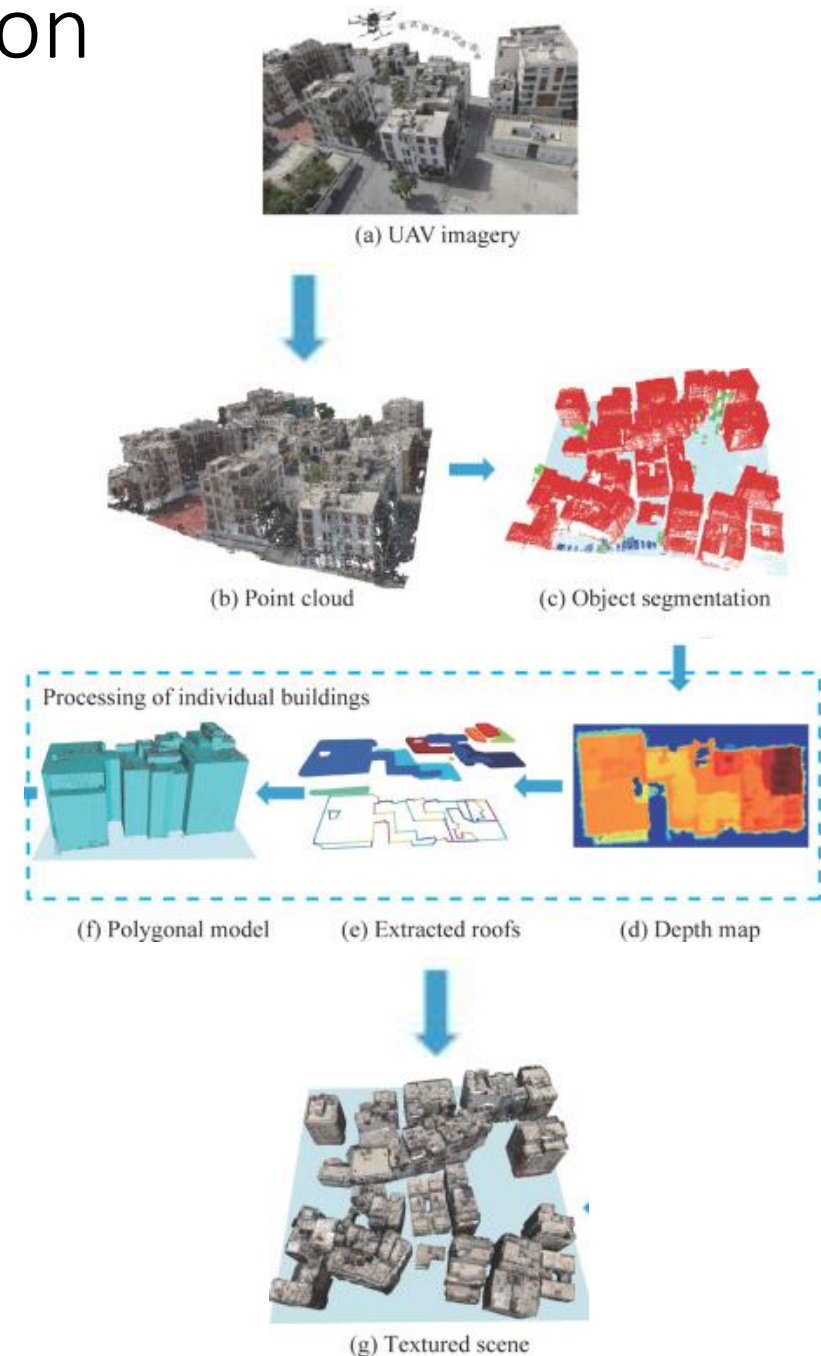 on
(a) UAV imagery
(b) Point cloud
(c) Object segmentation
Processing of individual buildings
(f) Polygonal model
(e) Extracted roofs
(d) Depth map
(g) Textured scene